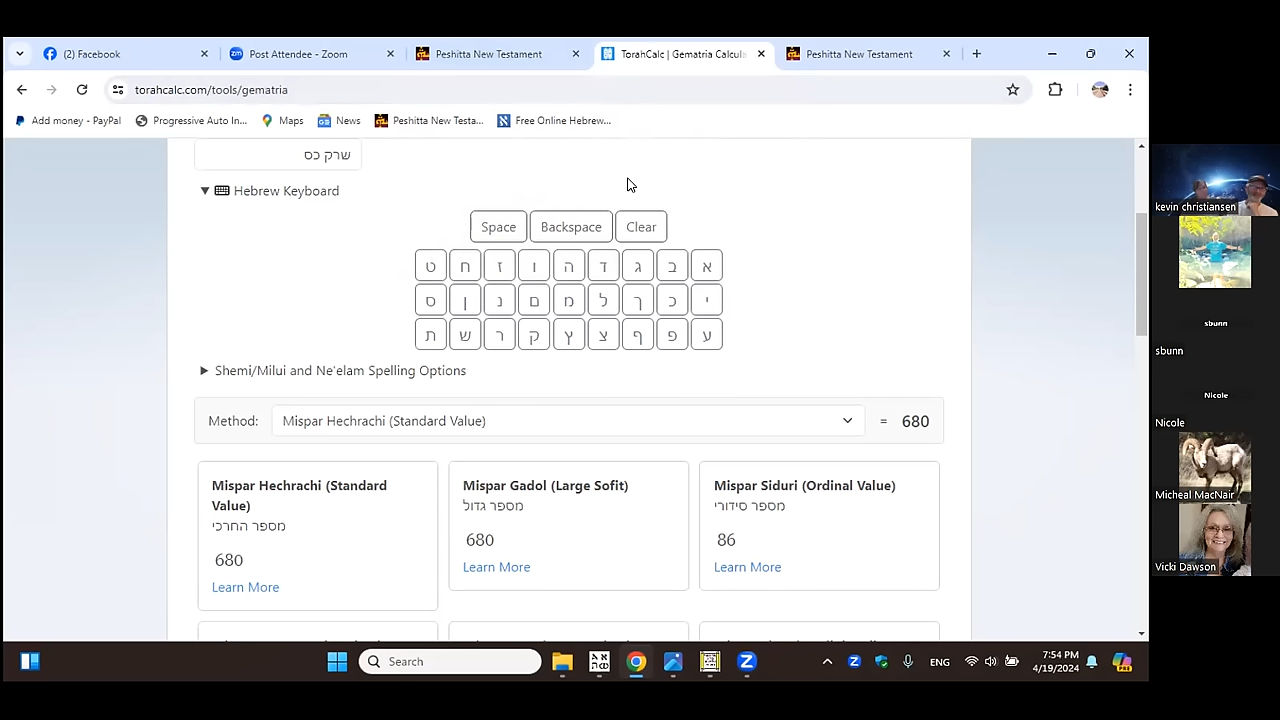 (2) Facebook
Post Attendee - Zoom
Peshitta New Testament
TorahCalc | Gematria Calcula
Peshitta New Testament
torahcalc.com/tools/gematria
Add money - PayPal
Progressive Auto In...
Maps
News
Peshitta New Testa...
Free Online Hebrew...
שרק כס
Hebrew Keyboard
Space Backspace Clear
א ב ג ד ה ו ז ח ט
י כ ך ל מ ם נ ן ס
ע פ ף צ ץ ק ר ש ת
Shemi/Milui and Ne'elam Spelling Options
Method: Mispar Hechrachi (Standard Value) = 680
Mispar Hechrachi (Standard
Value)
מספר החרכי
680
Learn More
Mispar Gadol (Large Sofit)
מספר גדול
680
Learn More
Mispar Siduri (Ordinal Value)
מספר סידורי
86
Learn More
kevin christiansen
sbunn
sbunn
Nicole
Nicole
Micheal MacNair
Vicki Dawson
Search
ENG
7:54 PM
4/19/2024